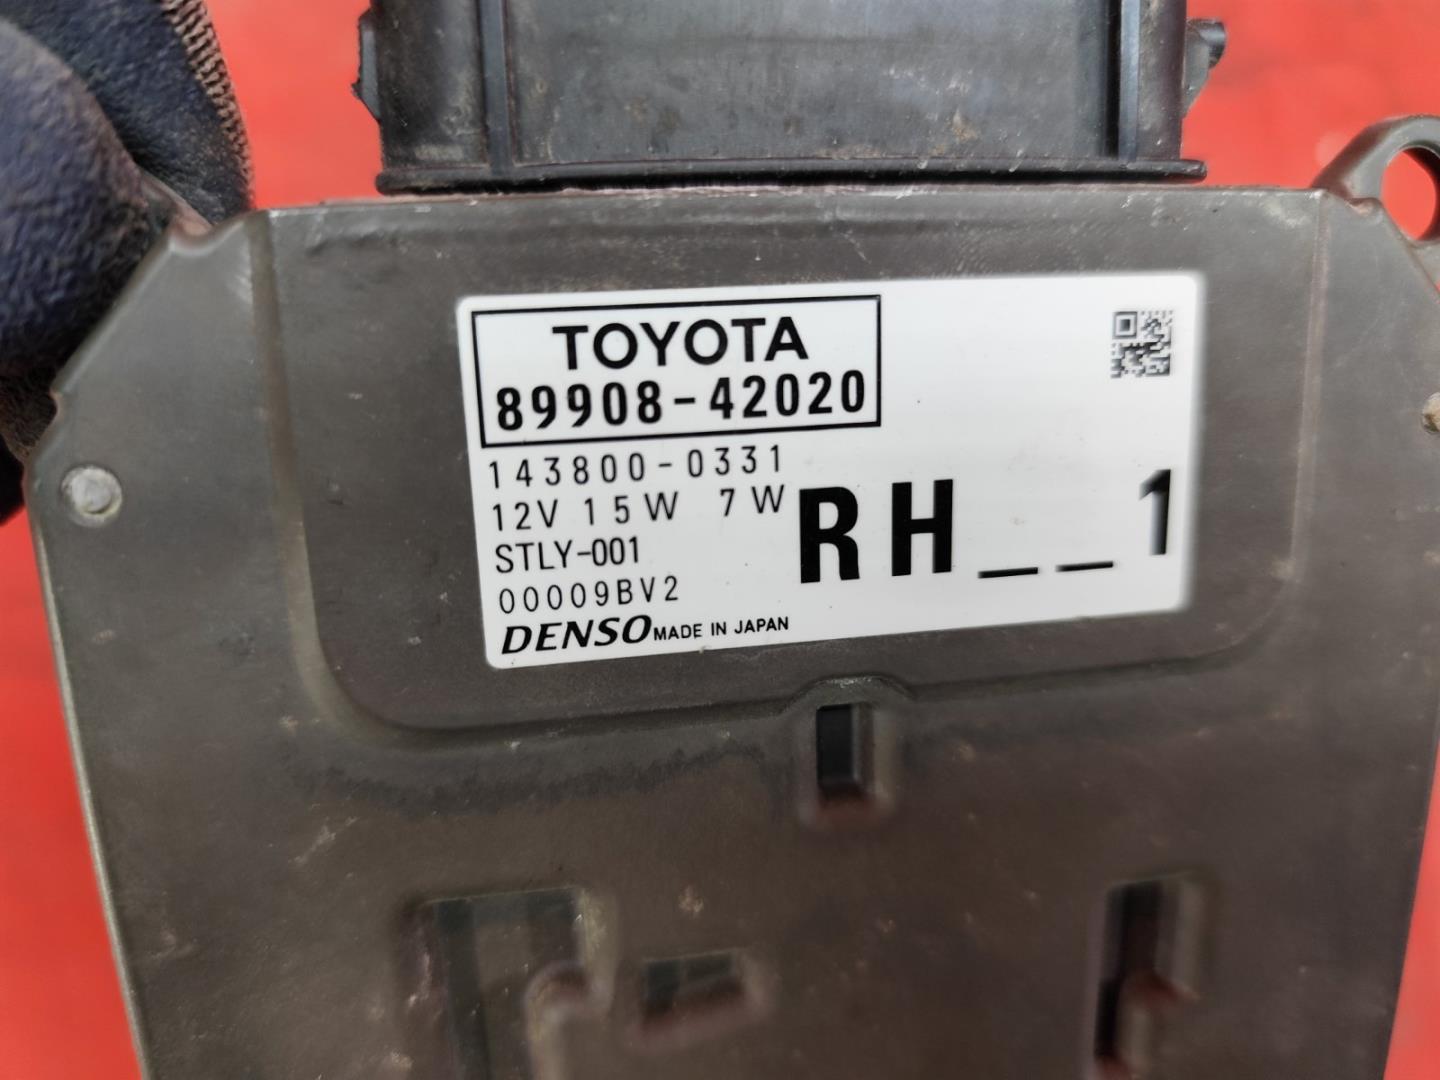 TOYOTA
89908-42020
143800-0331
12V 15W 7W
STLY-001
00009BV2
DENSO MADE IN JAPAN
RH__1